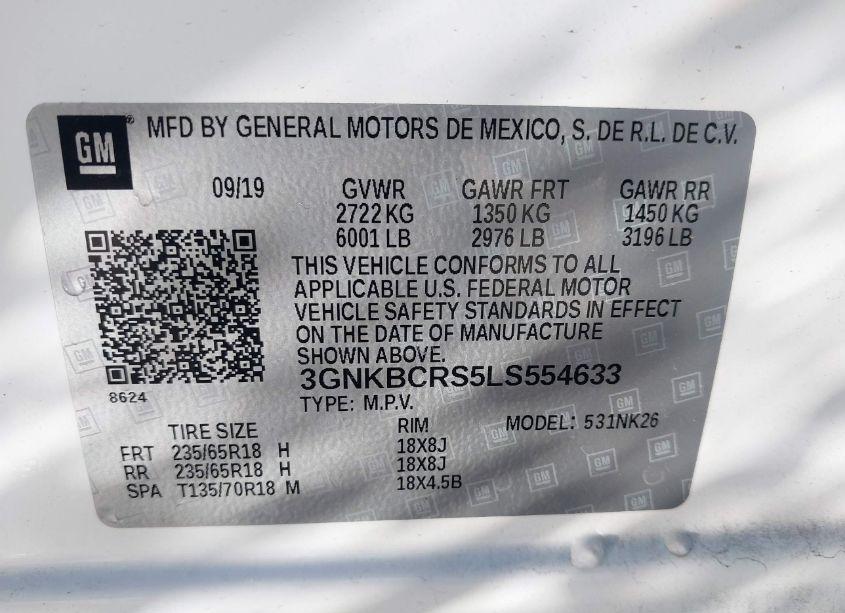 GM® MFD BY GENERAL MOTORS DE MEXICO, S. DE R.L. DE C.V.
09/19 GVWR GAWR FRT GAWR RR
2722 KG 1350 KG 1450 KG
6001 LB 2976 LB 3196 LB
THIS VEHICLE CONFORMS TO ALL
APPLICABLE U.S. FEDERAL MOTOR
VEHICLE SAFETY STANDARDS IN EFFECT
ON THE DATE OF MANUFACTURE
SHOWN ABOVE.
3GNKBCRS5LS554633
8624
TYPE: M.P.V.
TIRE SIZE RIM MODEL: 531NK26
FRT 235/65R18 H 18X8J
RR 235/65R18 H 18X8J
SPA T135/70R18 M 18X4.5B